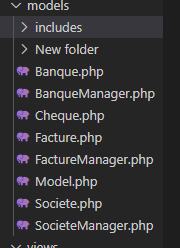 models
includes
New folder
Banque.php
BanqueManager.php
Cheque.php
Facture.php
FactureManager.php
Model.php
Societe.php
SocieteManager.php
views